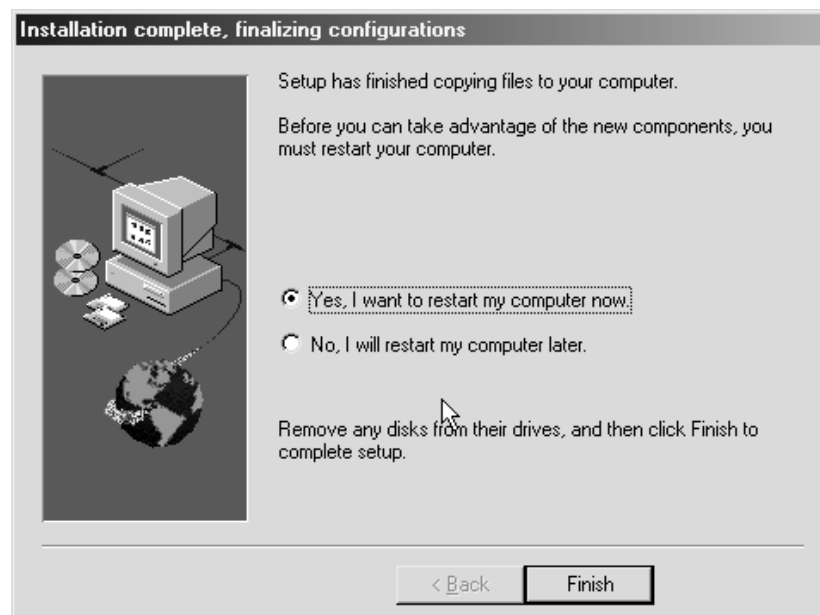 Installation complete, finalizing configurations
Setup has finished copying files to your computer.
Before you can take advantage of the new components, you
must restart your computer.
Yes, I want to restart my computer now.
No, I will restart my computer later.
Remove any disks from their drives, and then click Finish to
complete setup.
< Back
Finish